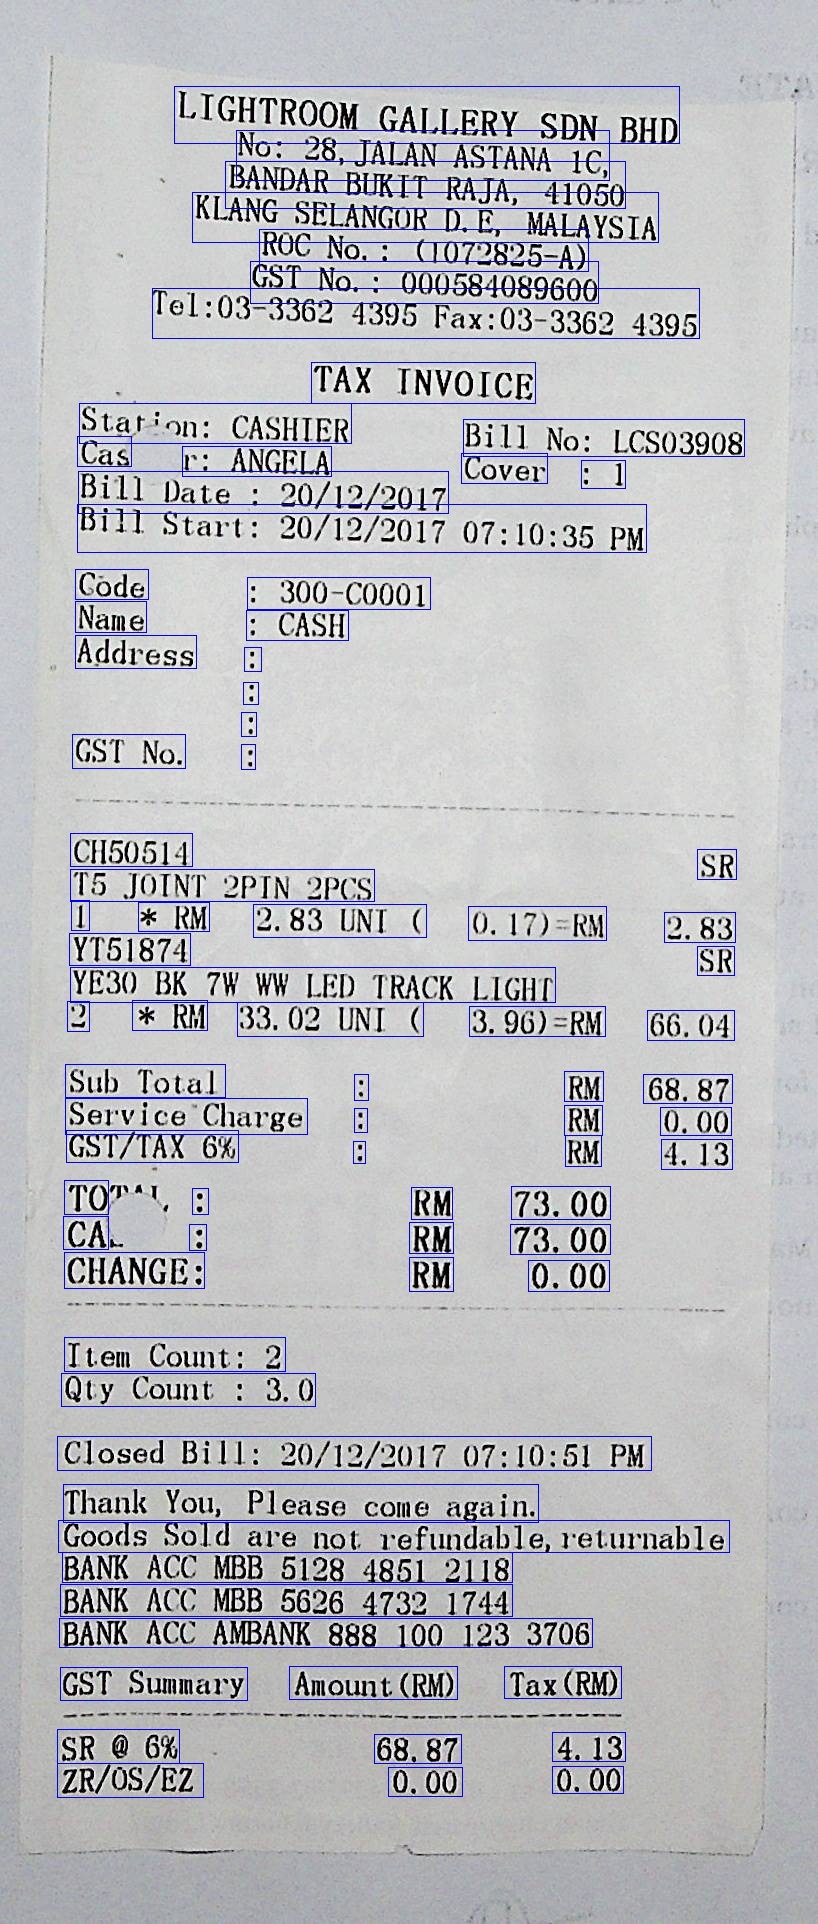 LIGHTROOM GALLERY SDN BHD
No: 28, JALAN ASTANA 1C,
BANDAR BUKIT RAJA, 41050
KLANG SELANGOR D.E, MALAYSIA
ROC No.: (1072825-A)
GST No.: 000584089600
Tel:03-3362 4395 Fax:03-3362 4395
TAX INVOICE
Station: CASHIER Bill No: LCS03908
Cas r: ANGELA Cover : 1
Bill Date : 20/12/2017
Bill Start: 20/12/2017 07:10:35 PM
Code : 300-C0001
Name : CASH
Address :
:
:
GST No. :
CH50514 SR
T5 JOINT 2PIN 2PCS
1 * RM 2.83 UNI ( 0.17)=RM 2.83
YT51874 SR
YE30 BK 7W WW LED TRACK LIGHT
2 * RM 33.02 UNI ( 3.96)=RM 66.04
Sub Total : RM 68.87
Service Charge : RM 0.00
GST/TAX 6% : RM 4.13
TOTAL : RM 73.00
CA : RM 73.00
CHANGE: RM 0.00
Item Count: 2
Qty Count : 3.0
Closed Bill: 20/12/2017 07:10:51 PM
Thank You, Please come again.
Goods Sold are not refundable, returnable
BANK ACC MBB 5128 4851 2118
BANK ACC MBB 5626 4732 1744
BANK ACC AMBANK 888 100 123 3706
GST Summary Amount(RM) Tax(RM)
SR @ 6% 68.87 4.13
ZR/OS/EZ 0.00 0.00